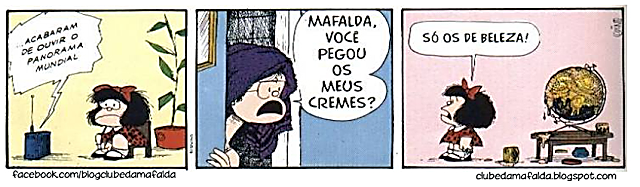 ...ACABARAM
DE OUVIR O
PANORAMA
MUNDIAL
MAFALDA,
VOCÊ
PEGOU
OS
MEUS
CREMES?
SÓ OS DE BELEZA!
facebook.com/blogclubedamafalda
clubedamafalda.blogspot.com